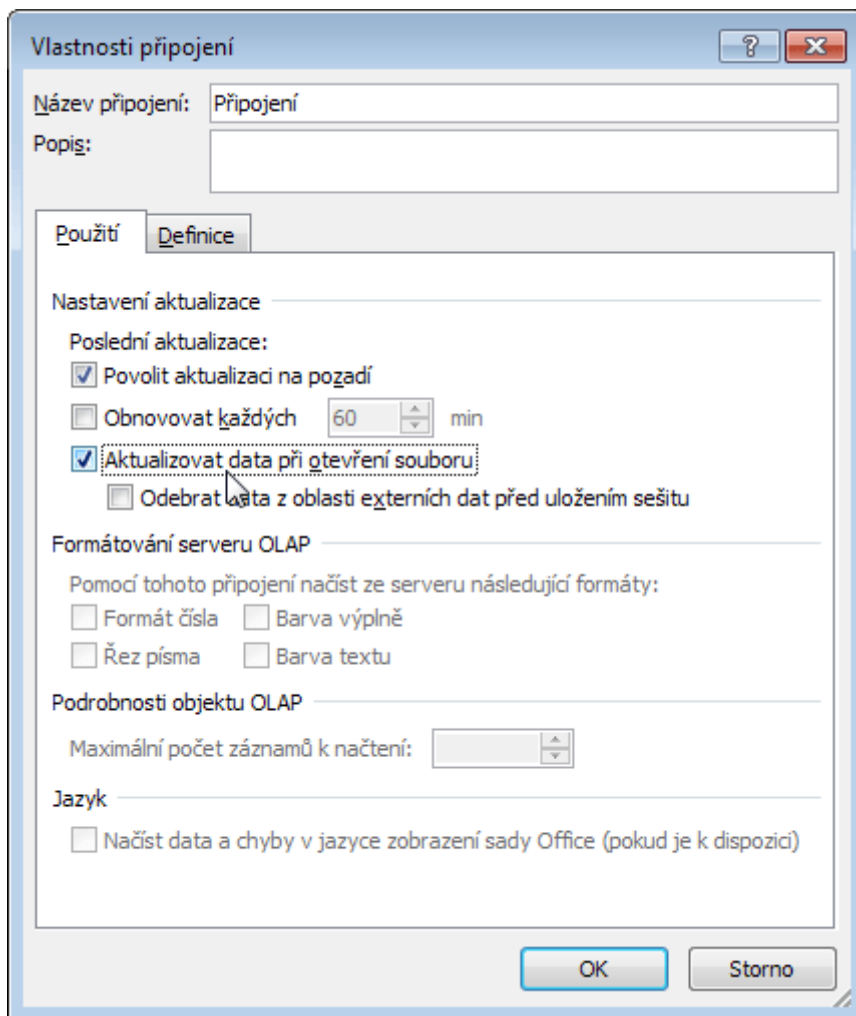 Vlastnosti připojení
Název připojení: Připojení
Popis:
Použití Definice
Nastavení aktualizace
Poslední aktualizace:
Povolit aktualizaci na pozadí
Obnovovat každých 60 min
Aktualizovat data při otevření souboru
Odebrat data z oblasti externích dat před uložením sešitu
Formátování serveru OLAP
Pomocí tohoto připojení načíst ze serveru následující formáty:
Formát čísla Barva výplně
Řez písma Barva textu
Podrobnosti objektu OLAP
Maximální počet záznamů k načtení:
Jazyk
Načíst data a chyby v jazyce zobrazení sady Office (pokud je k dispozici)
OK Storno